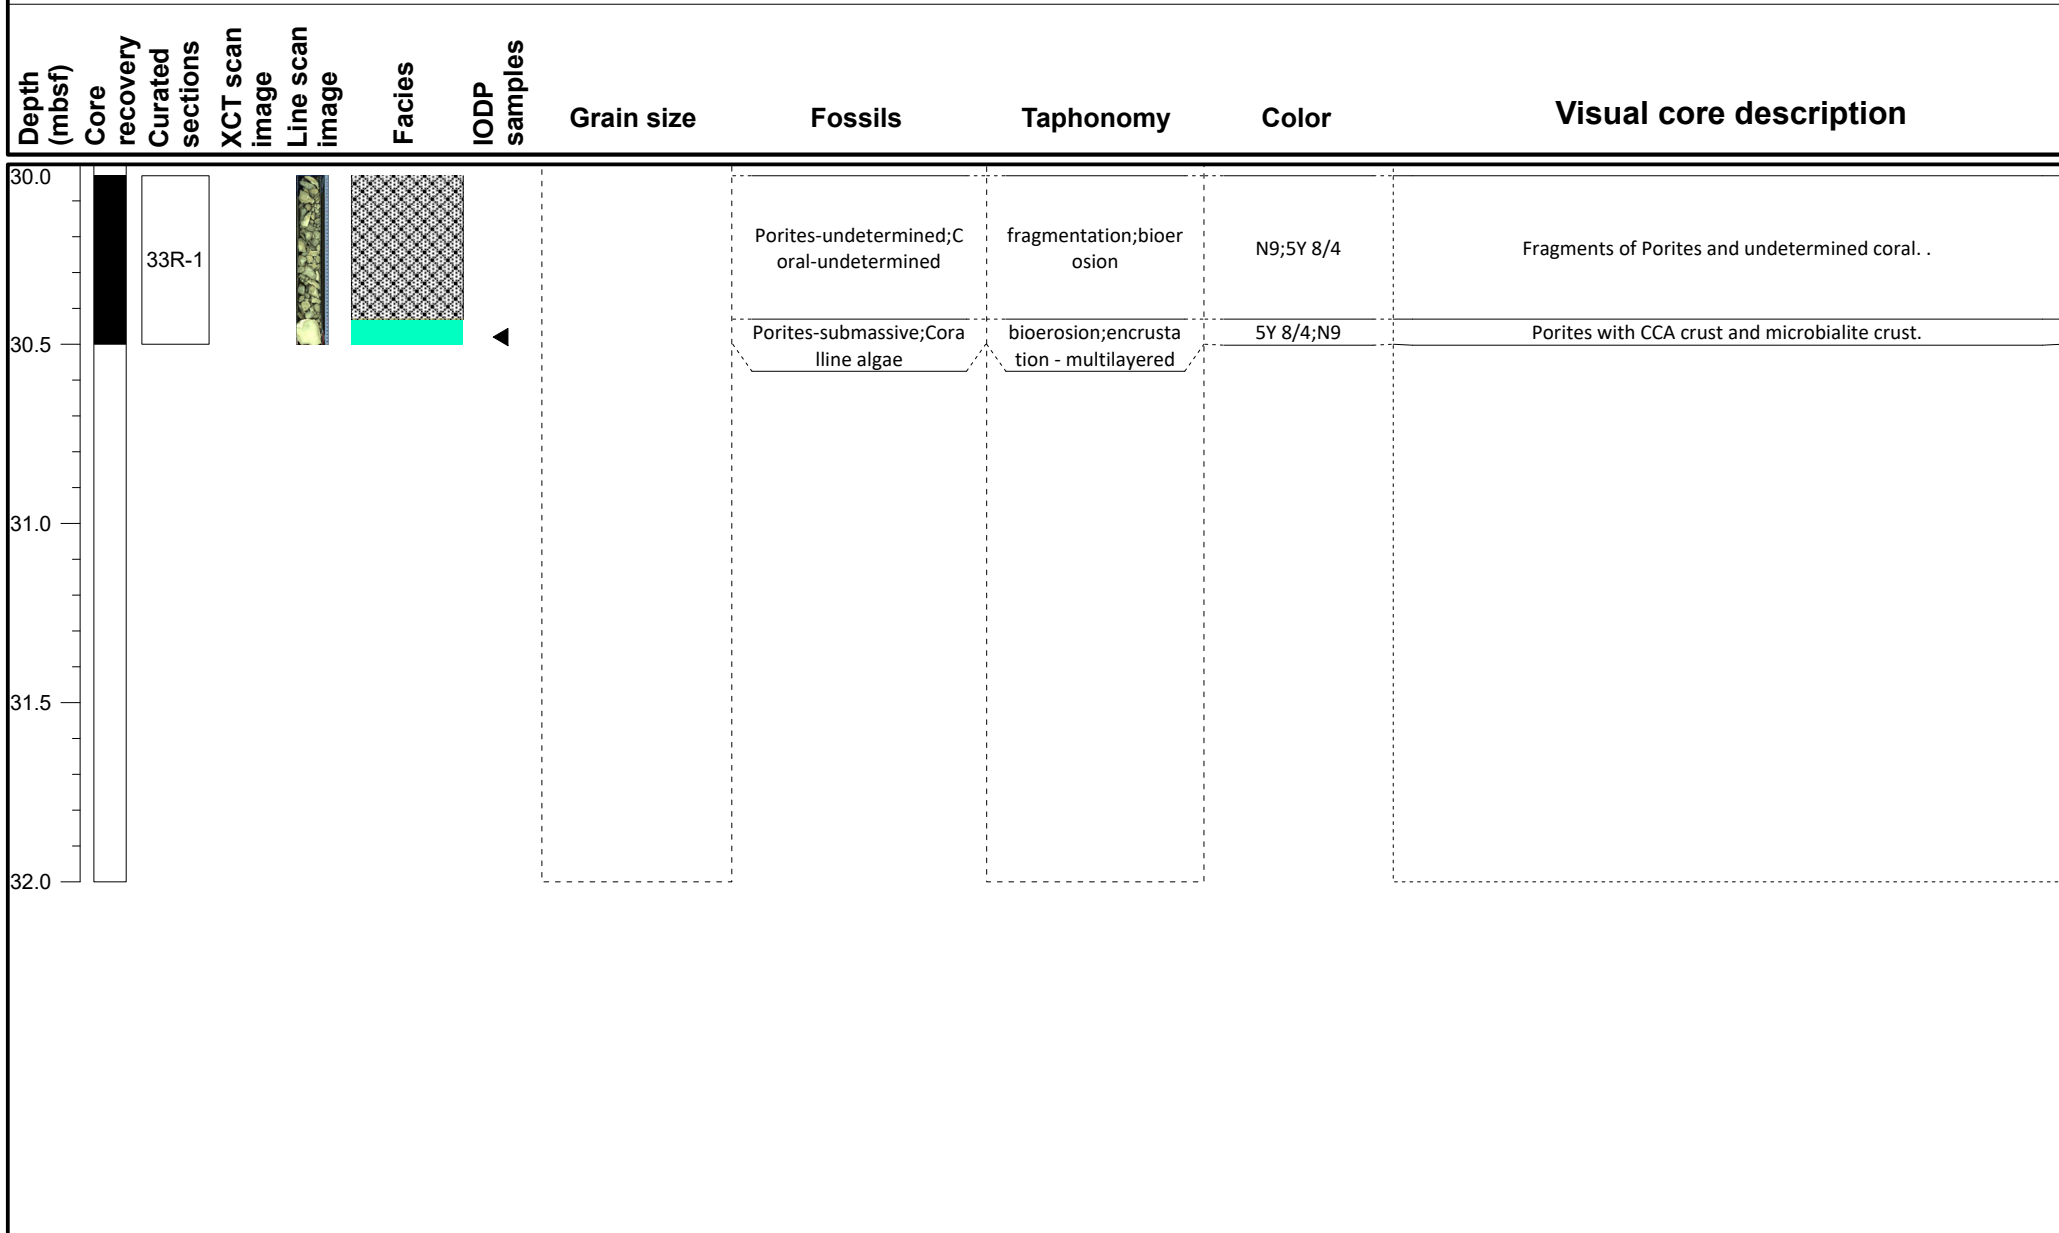 Depth
(mbsf)
Core
recovery
Curated
sections
XCT scan
image
Line scan
image
Facies
IODP
samples
Grain size
Fossils
Taphonomy
Color
Visual core description
30.0
33R-1
Porites-undetermined;C
oral-undetermined
fragmentation;bioer
osion
N9;5Y 8/4
Fragments of Porites and undetermined coral. .
30.5
Porites-submassive;Cora
lline algae
bioerosion;encrusta
tion - multilayered
5Y 8/4;N9
Porites with CCA crust and microbialite crust.
31.0
31.5
32.0